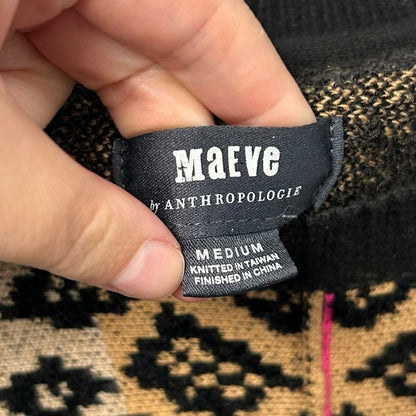 Maeve
by ANTHROPOLOGIE
MEDIUM
KNITTED IN TAIWAN
FINISHED IN CHINA